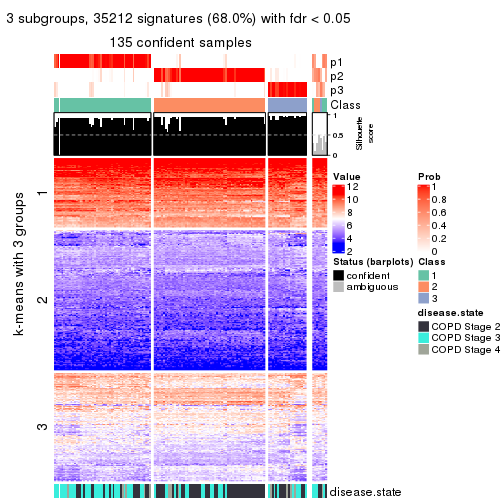 3 subgroups, 35212 signatures (68.0%) with fdr < 0.05
135 confident samples
p1
p2
p3
Class
1
0.5
0
Silhouette
score
k-means with 3 groups
1
2
3
disease.state
Value
12
10
8
6
4
2
Prob
1
0.8
0.6
0.4
0.2
0
Status (barplots)
confident
ambiguous
Class
1
2
3
disease.state
COPD Stage 2
COPD Stage 3
COPD Stage 4